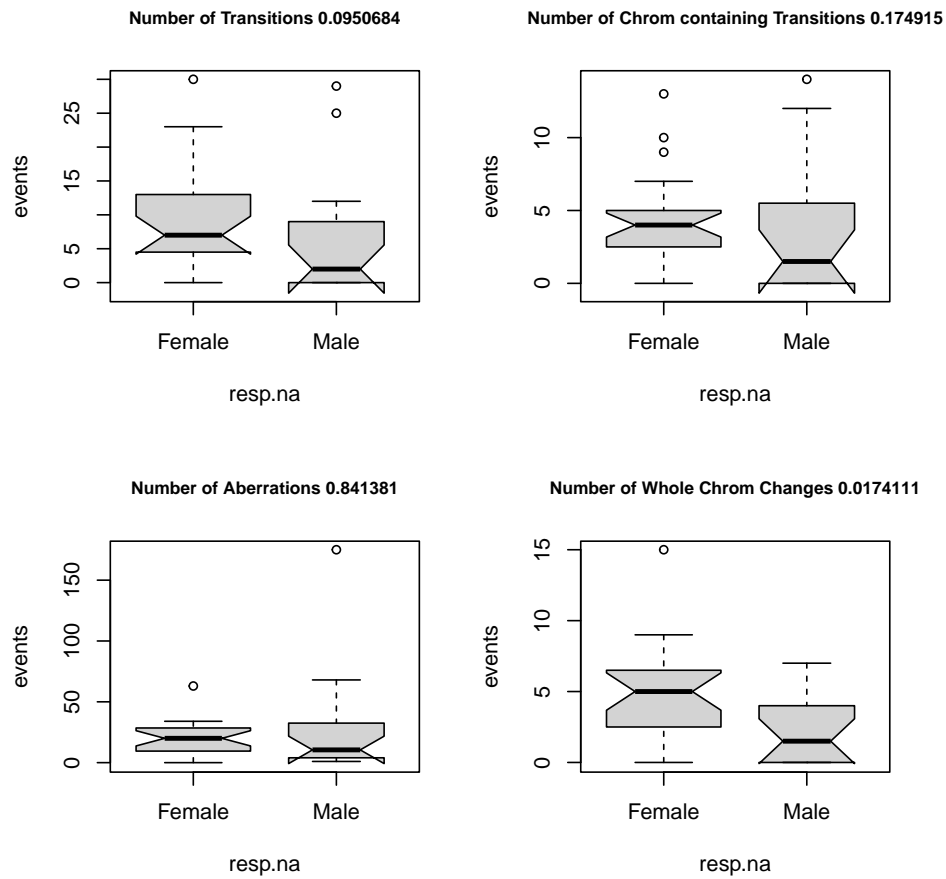 Number of Transitions 0.0950684
events
25
15
5
0
Female
Male
resp.na
Number of Chrom containing Transitions 0.174915
events
10
5
0
Female
Male
resp.na
Number of Aberrations 0.841381
events
150
100
50
0
Female
Male
resp.na
Number of Whole Chrom Changes 0.0174111
events
15
10
5
0
Female
Male
resp.na